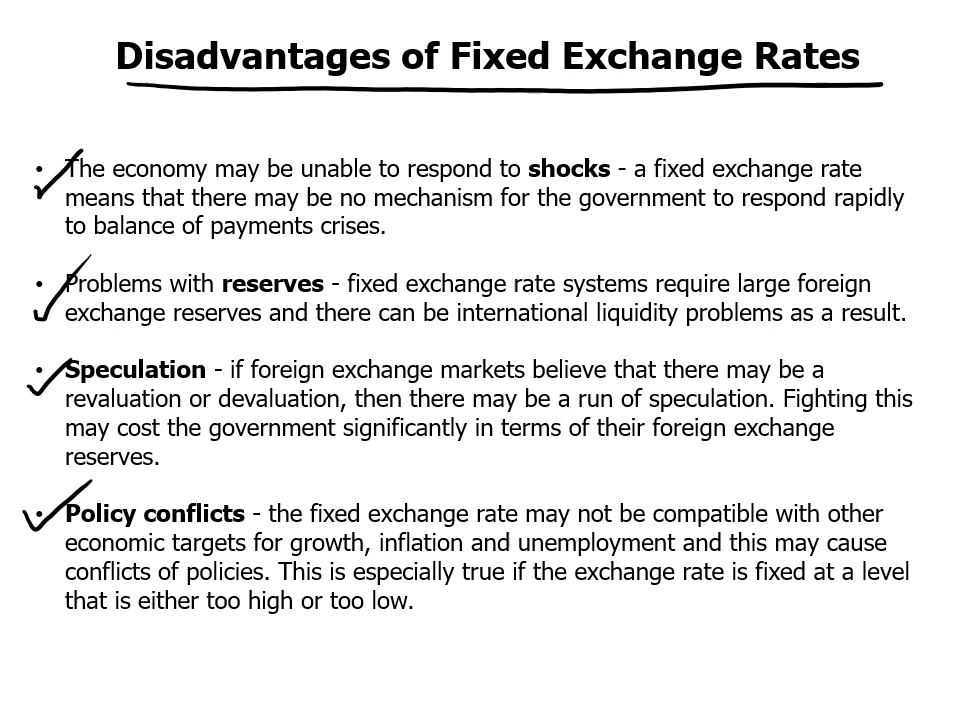 Disadvantages of Fixed Exchange Rates
• The economy may be unable to respond to shocks - a fixed exchange rate
means that there may be no mechanism for the government to respond rapidly
to balance of payments crises.
• Problems with reserves - fixed exchange rate systems require large foreign
exchange reserves and there can be international liquidity problems as a result.
• Speculation - if foreign exchange markets believe that there may be a
revaluation or devaluation, then there may be a run of speculation. Fighting this
may cost the government significantly in terms of their foreign exchange
reserves.
• Policy conflicts - the fixed exchange rate may not be compatible with other
economic targets for growth, inflation and unemployment and this may cause
conflicts of policies. This is especially true if the exchange rate is fixed at a level
that is either too high or too low.